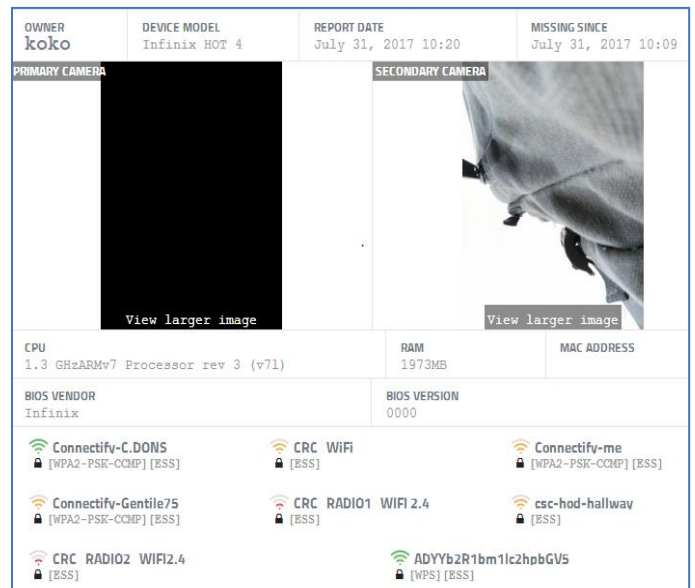 OWNER
koko
DEVICE MODEL
Infinix HOT 4
REPORT DATE
July 31, 2017 10:20
MISSING SINCE
July 31, 2017 10:09
PRIMARY CAMERA
SECONDARY CAMERA
View larger image
View larger image
CPU
1.3 GHzARMv7 Processor rev 3 (v7l)
RAM
1973MB
MAC ADDRESS
BIOS VENDOR
Infinix
BIOS VERSION
0000
Connectify-C.DONS
[WPA2-PSK-CCMP][ESS]
CRC WiFi
[ESS]
Connectify-me
[WPA2-PSK-CCMP][ESS]
Connectify-Gentile75
[WPA2-PSK-CCMP][ESS]
CRC RADIO1 WIFI 2.4
[ESS]
csc-hod-hallway
[ESS]
CRC RADIO2 WIFI2.4
[ESS]
ADYYb2R1bm1lc2hpbGV5
[WPS][ESS]